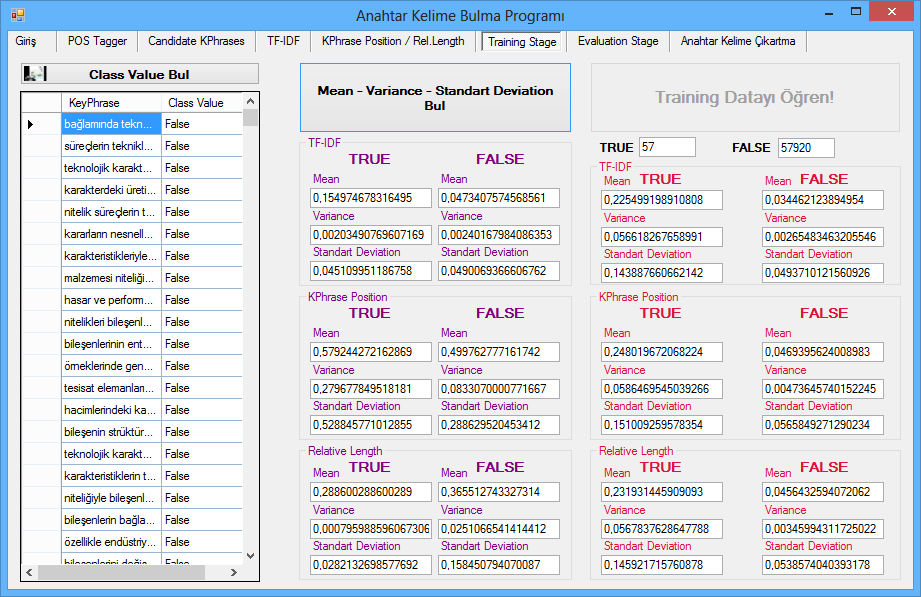 Anahtar Kelime Bulma Programı
Giriş POS Tagger Candidate KPhrases TF-IDF KPhrase Position / Rel.Length Training Stage Evaluation Stage Anahtar Kelime Çıkartma
Class Value Bul
KeyPhrase Class Value
bağlamında tekn... False
süreçlerin teknikl... False
teknolojik karakt... False
karakterdeki üreti... False
nitelik süreçlerin t... False
kararların nesnell... False
karakteristikleriyle... False
malzemesi niteliği... False
hasar ve perform... False
nitelikleri bileşenl... False
bileşenlerinin ent... False
örneklerinde gen... False
tesisat elemanları... False
hacimlerindeki ka... False
bileşenin strüktür... False
teknolojik karakt... False
karakteristiklerin t... False
niteliğiyle bileşenl... False
bileşenlerin bağla... False
özellikle endüstriy... False
bileşenlerini değiş... False
Mean - Variance - Standart Deviation
Bul
TF-IDF
TRUE FALSE
Mean Mean
0,154974678316495 0,0473407574568561
Variance Variance
0,00203490769607169 0,00240167984086353
Standart Deviation Standart Deviation
0,045109951186758 0,0490069366606762
KPhrase Position
TRUE FALSE
Mean Mean
0,579244272162869 0,499762777161742
Variance Variance
0,279677849518181 0,0833070000771667
Standart Deviation Standart Deviation
0,528845771012855 0,288629520453412
Relative Length
TRUE FALSE
Mean Mean
0,288600288600289 0,365512743327314
Variance Variance
0,000795988596067306 0,0251066541414412
Standart Deviation Standart Deviation
0,0282132698577692 0,158450794070087
Training Datayı Öğren!
TRUE 57 FALSE 57920
TF-IDF
Mean TRUE Mean FALSE
0,225499198910808 0,034462123894954
Variance Variance
0,056618267658991 0,00265483463205546
Standart Deviation Standart Deviation
0,143887660662142 0,0493710121560926
KPhrase Position
TRUE FALSE
Mean Mean
0,248019672068224 0,0469395624008983
Variance Variance
0,0586469545039266 0,00473645740152245
Standart Deviation Standart Deviation
0,151009259578354 0,0565849271290234
Relative Length
Mean TRUE Mean FALSE
0,231931445909093 0,0456432594072062
Variance Variance
0,0567837628647788 0,00345994311725022
Standart Deviation Standart Deviation
0,145921715760878 0,0538574040393178